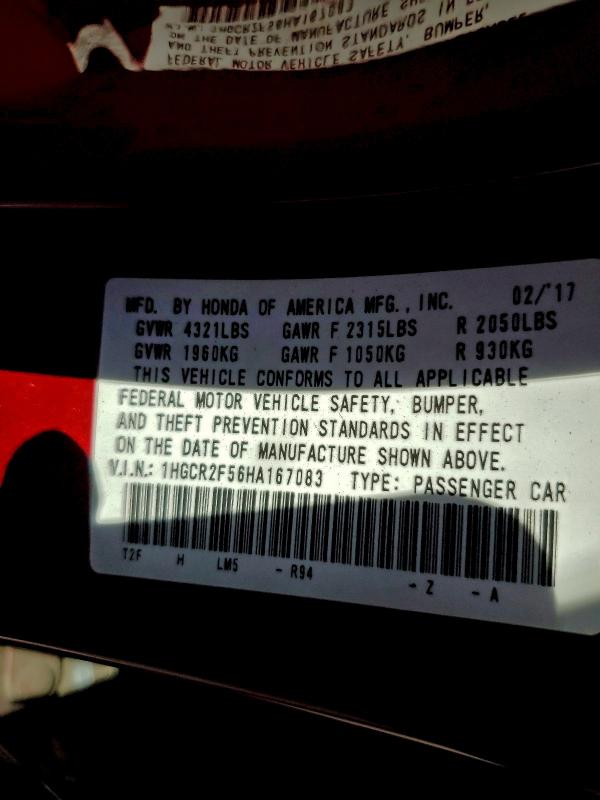 MFD. BY HONDA OF AMERICA MFG., INC. 02/'17
GVWR 4321LBS GAWR F 2315LBS R 2050LBS
GVWR 1960KG GAWR F 1050KG R 930KG
THIS VEHICLE CONFORMS TO ALL APPLICABLE
FEDERAL MOTOR VEHICLE SAFETY, BUMPER,
AND THEFT PREVENTION STANDARDS IN EFFECT
ON THE DATE OF MANUFACTURE SHOWN ABOVE.
V.I.N.: 1HGCR2F56HA167083 TYPE: PASSENGER CAR
T2F H LM5 - R94 - Z - A